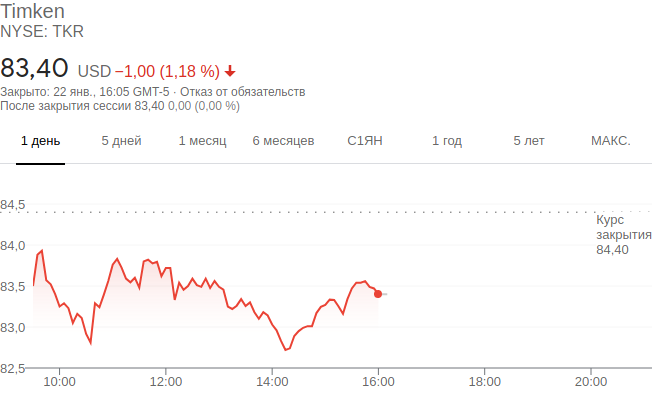 Timken
NYSE: TKR
83,40 USD −1,00 (1,18 %)
Закрыто: 22 янв., 16:05 GMT-5 · Отказ от обязательств
После закрытия сессии 83,40 0,00 (0,00 %)
1 день 5 дней 1 месяц 6 месяцев С1ЯН 1 год 5 лет МАКС.
84,5
Курс
закрытия
84,40
84,0
83,5
83,0
82,5
10:00 12:00 14:00 16:00 18:00 20:00